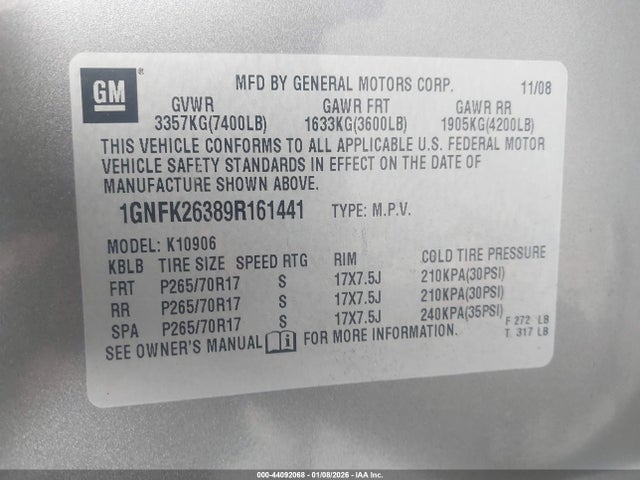 GM ®
MFD BY GENERAL MOTORS CORP. 11/08
GVWR GAWR FRT GAWR RR
3357KG(7400LB) 1633KG(3600LB) 1905KG(4200LB)
THIS VEHICLE CONFORMS TO ALL APPLICABLE U.S. FEDERAL MOTOR
VEHICLE SAFETY STANDARDS IN EFFECT ON THE DATE OF
MANUFACTURE SHOWN ABOVE.
1GNFK26389R161441 TYPE: M.P.V.
MODEL: K10906
KBLB TIRE SIZE SPEED RTG RIM COLD TIRE PRESSURE
FRT P265/70R17 S 17X7.5J 210KPA(30PSI)
RR P265/70R17 S 17X7.5J 210KPA(30PSI)
SPA P265/70R17 S 17X7.5J 240KPA(35PSI)
F 272 LB
T 317 LB
SEE OWNER'S MANUAL i FOR MORE INFORMATION.
000-44092068 - 01/08/2026 - IAA Inc.